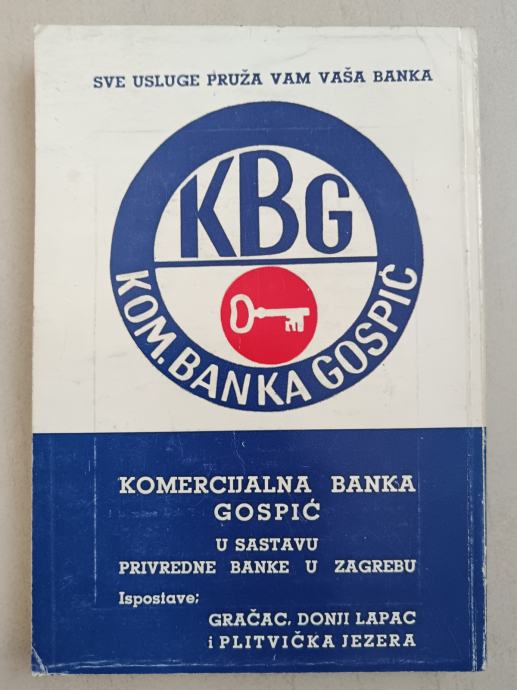 SVE USLUGE PRUŽA VAM VAŠA BANKA
KBG
KOM. BANKA GOSPIĆ
KOMERCIJALNA BANKA
GOSPIĆ
U SASTAVU
PRIVREDNE BANKE U ZAGREBU
Ispostave;
GRAČAC, DONJI LAPAC
i PLITVIČKA JEZERA